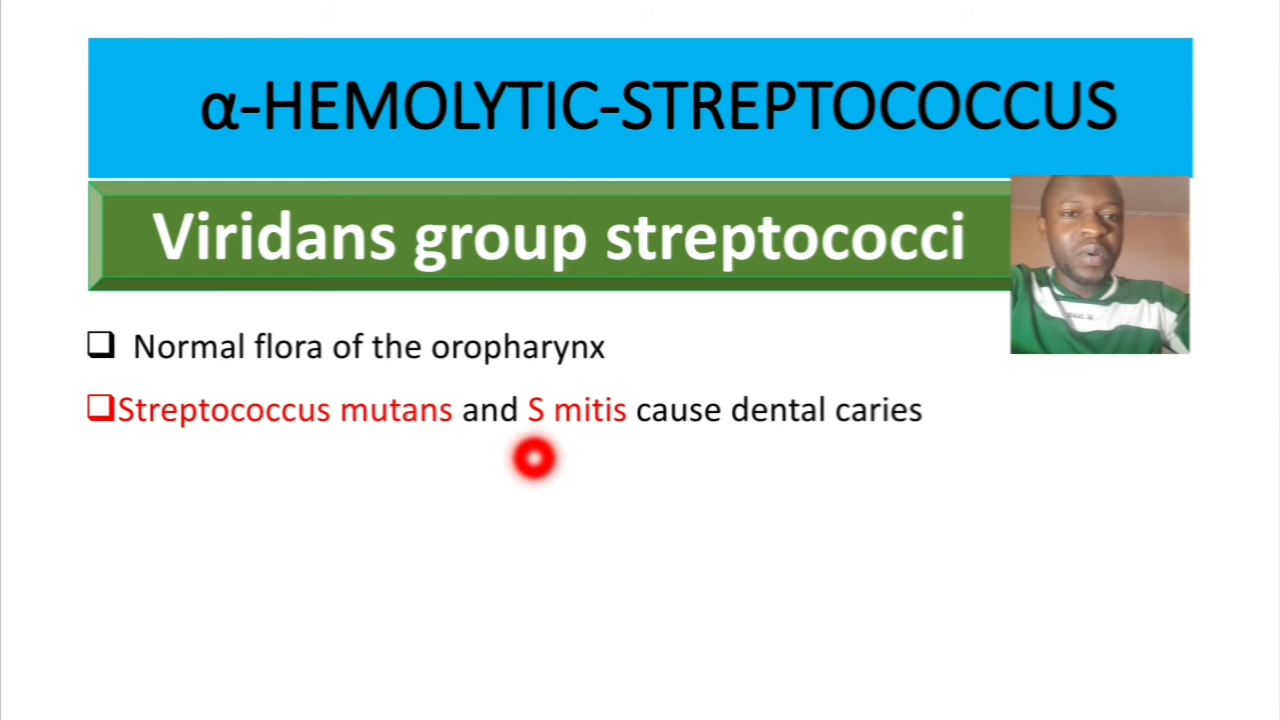 α-HEMOLYTIC-STREPTOCOCCUS
Viridans group streptococci
Normal flora of the oropharynx
Streptococcus mutans and S mitis cause dental caries